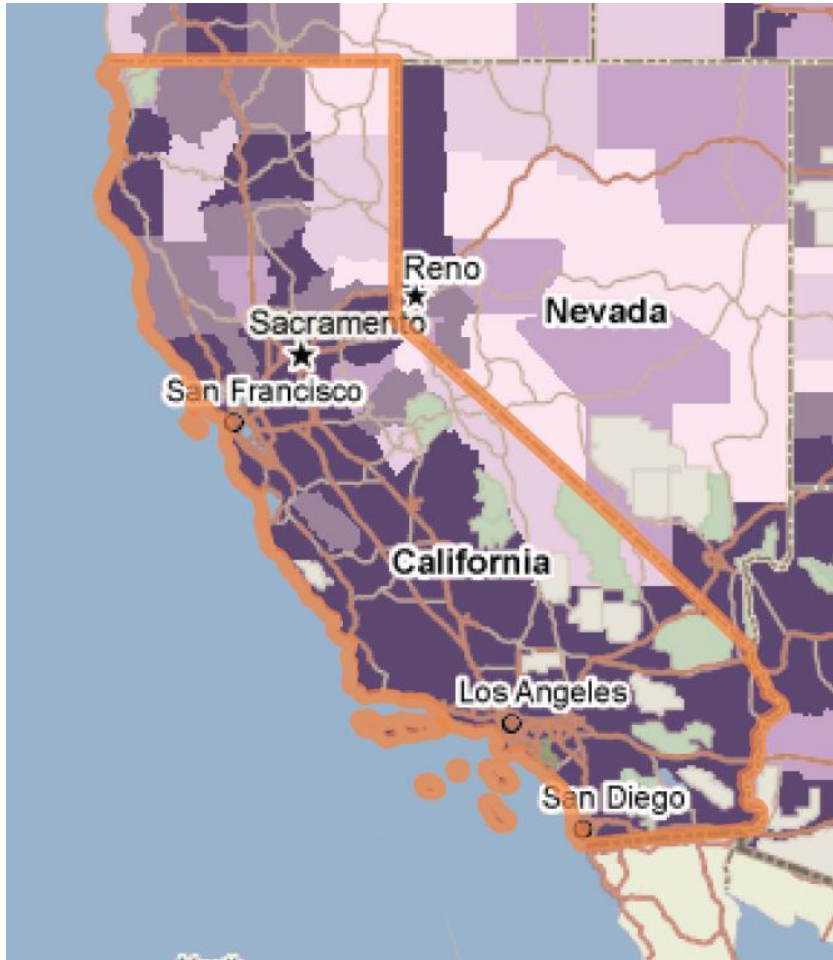 Reno
Nevada
Sacramento
San Francisco
California
Los Angeles
San Diego